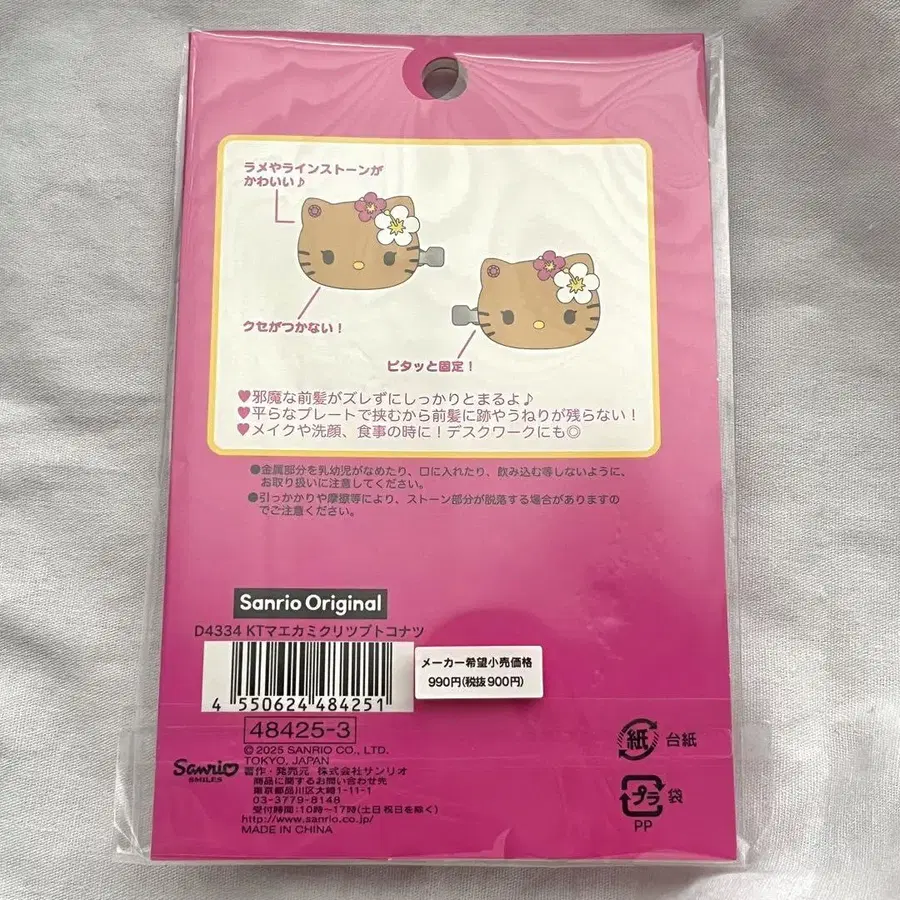 ラメやラインストーンが
かわいい♪
クセがつかない！
ピタッと固定！
♥邪魔な前髪がズレずにしっかりとまるよ♪
♥平らなプレートで挟むから前髪に跡やうねりが残らない！
♥メイクや洗顔、食事の時に！デスクワークにも◎
●金属部分を乳幼児がなめたり、口に入れたり、飲み込む等しないように、
お取り扱いに注意してください。
●引っかかりや摩擦等により、ストーン部分が脱落する場合がありますの
でご注意ください。
Sanrio Original
D4334 KTマエカミクリツプトコナツ
メーカー希望小売価格
990円(税抜900円)
4 550624 484251
48425-3
© 2025 SANRIO CO., LTD.
TOKYO, JAPAN
Sanrio
SMILES
著作・発売元 株式会社サンリオ
商品に関するお問い合わせ先
東京都品川区大崎1-11-1
03-3779-8148
受付時間：10時～17時(土日祝日を除く)
http://www.sanrio.co.jp/
MADE IN CHINA
紙 台紙
プラ 袋
PP